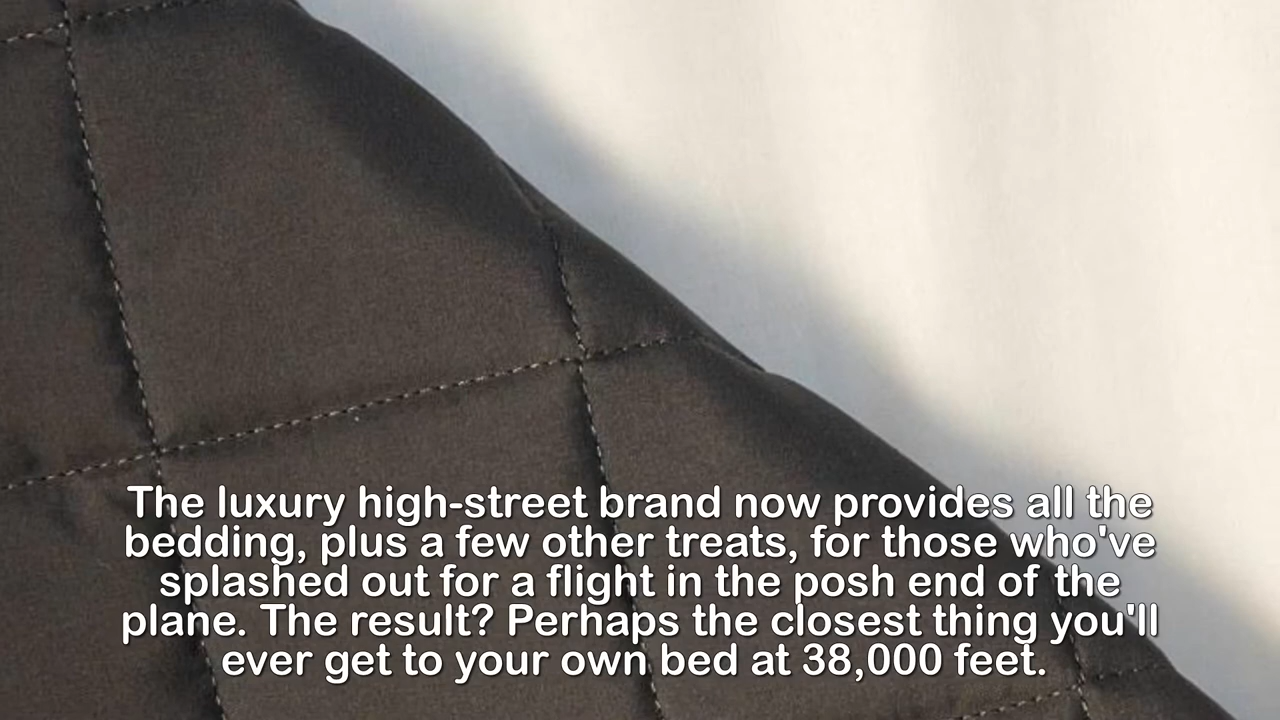 The luxury high-street brand now provides all the
bedding, plus a few other treats, for those who've
splashed out for a flight in the posh end of the
plane. The result? Perhaps the closest thing you'll
ever get to your own bed at 38,000 feet.